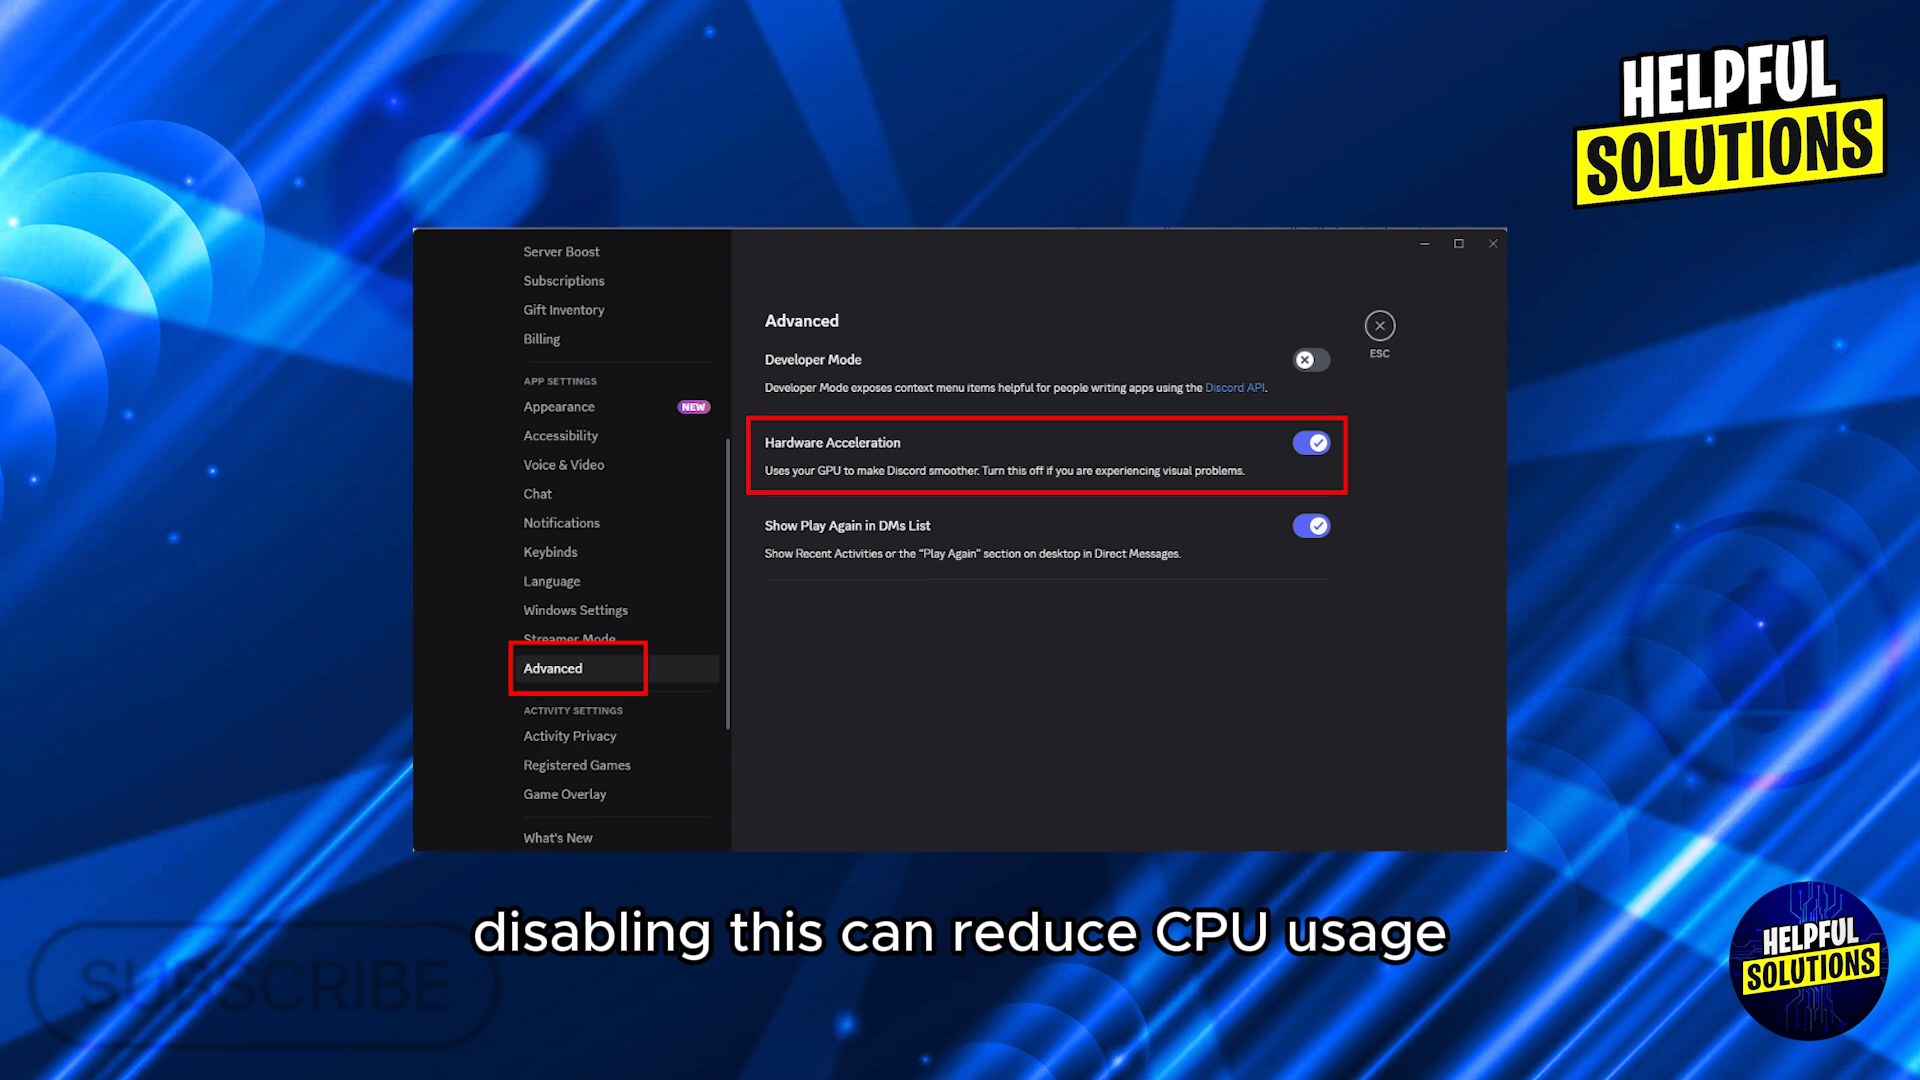 HELPFUL
SOLUTIONS
Server Boost
Subscriptions
Gift Inventory
Billing
APP SETTINGS
Appearance NEW
Accessibility
Voice & Video
Chat
Notifications
Keybinds
Language
Windows Settings
Streamer Mode
Advanced
ACTIVITY SETTINGS
Activity Privacy
Registered Games
Game Overlay
What's New
Advanced
ESC
Developer Mode
Developer Mode exposes context menu items helpful for people writing apps using the Discord API.
Hardware Acceleration
Uses your GPU to make Discord smoother. Turn this off if you are experiencing visual problems.
Show Play Again in DMs List
Show Recent Activities or the "Play Again" section on desktop in Direct Messages.
disabling this can reduce CPU usage
SUBSCRIBE
HELPFUL
SOLUTIONS